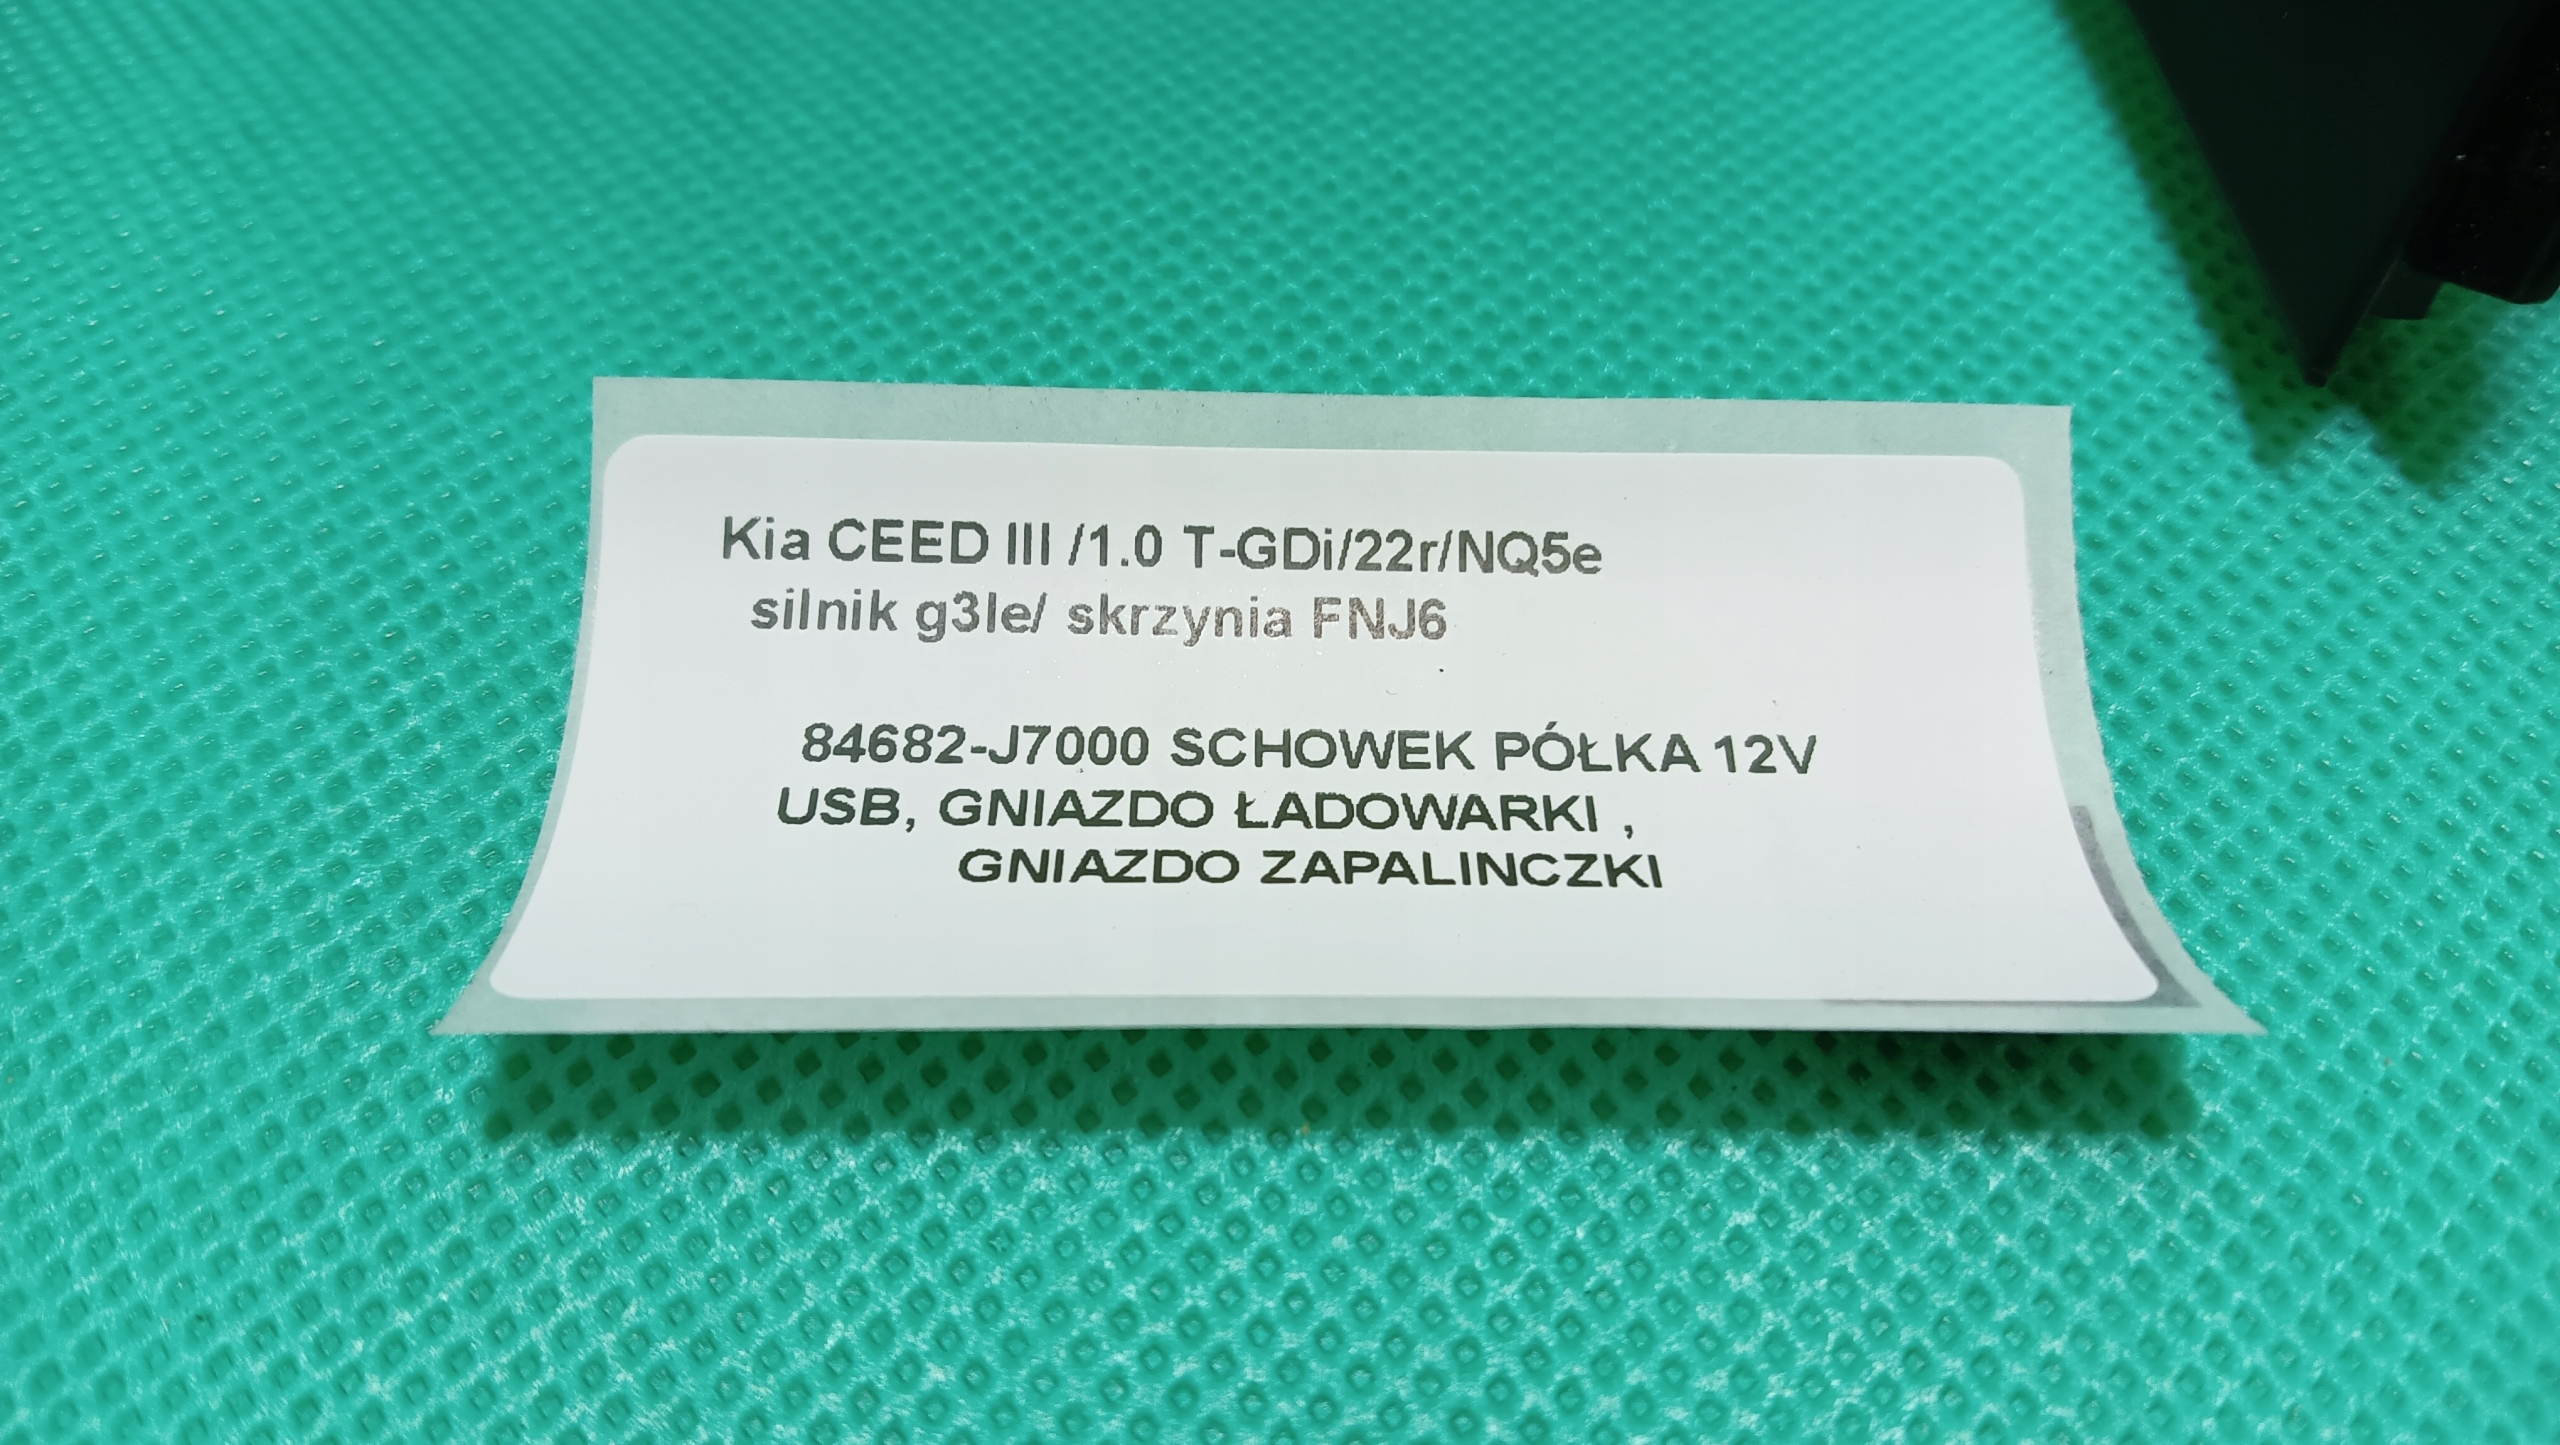 Kia CEED III /1.0 T-GDi/22r/NQ5e
silnik g3le/ skrzynia FNJ6
84682-J7000 SCHOWEK PÓŁKA 12V
USB, GNIAZDO ŁADOWARKI ,
GNIAZDO ZAPALINCZKI